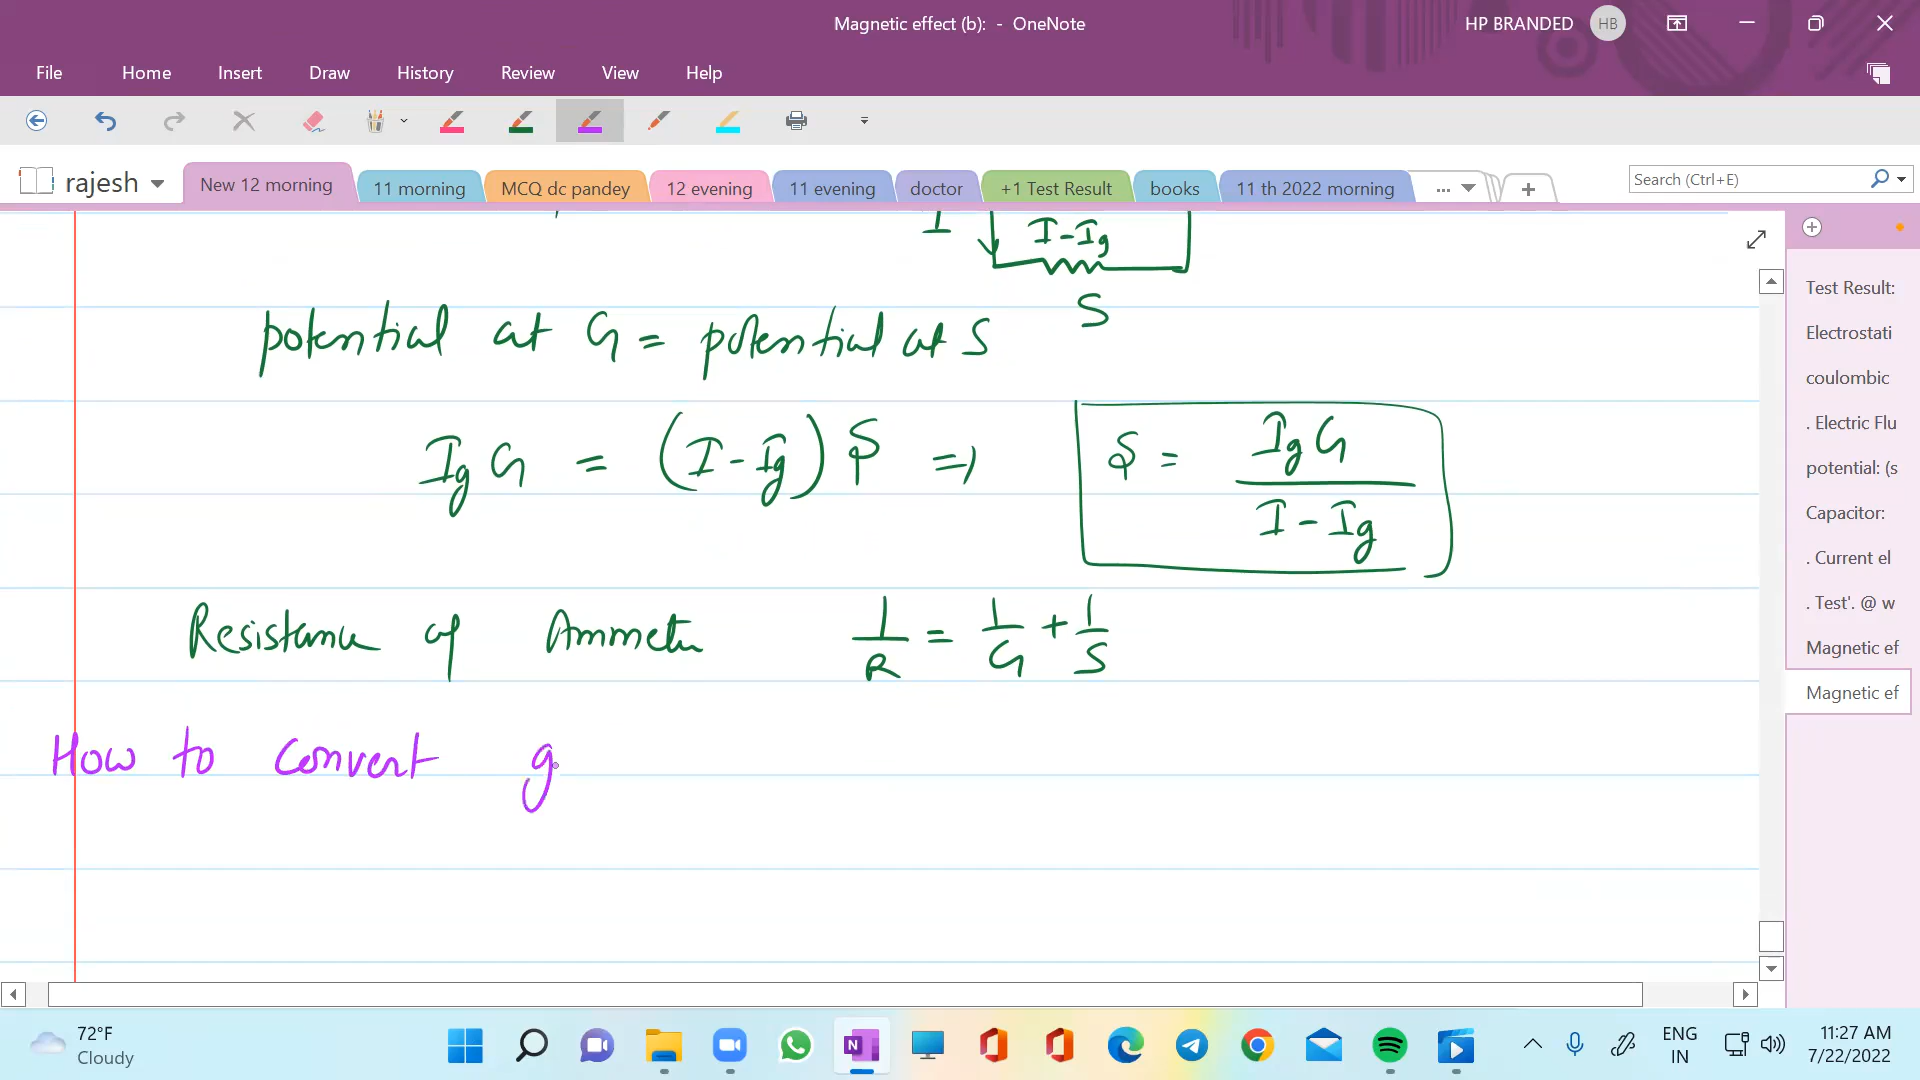 Magnetic effect (b): - OneNote
HP BRANDED HB
File Home Insert Draw History Review View Help
rajesh New 12 morning 11 morning MCQ dc pandey 12 evening 11 evening doctor +1 Test Result books 11 th 2022 morning ... +
Search (Ctrl+E)
I I-Ig
S
potential at G = potential at S
Ig G = (I - Ig) S ⇒ S = Ig G / I - Ig
Resistance of Ammeter 1/R = 1/G + 1/S
How to convert g
Test Result:
Electrostati
coulombic
. Electric Flu
potential: (s
Capacitor:
. Current el
. Test'. @ w
Magnetic ef
Magnetic ef
72°F
Cloudy
ENG
IN
11:27 AM
7/22/2022